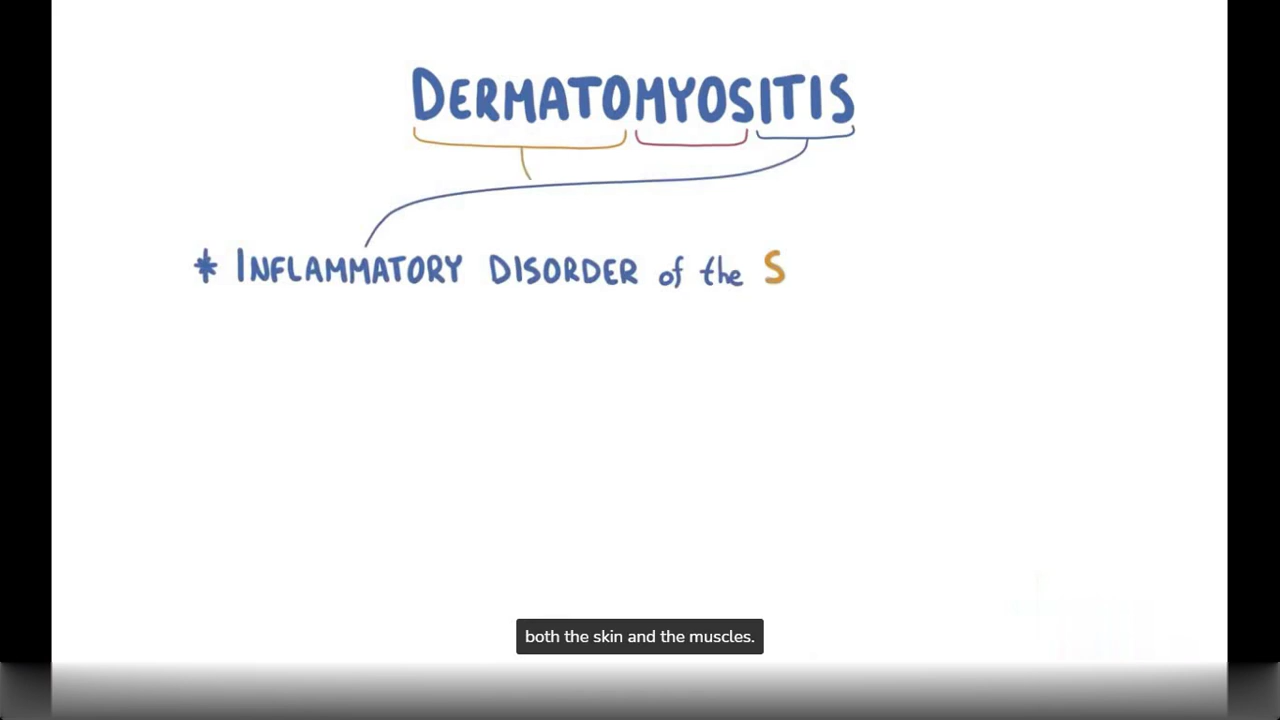 DERMATOMYOSITIS
* INFLAMMATORY DISORDER of the S
both the skin and the muscles.